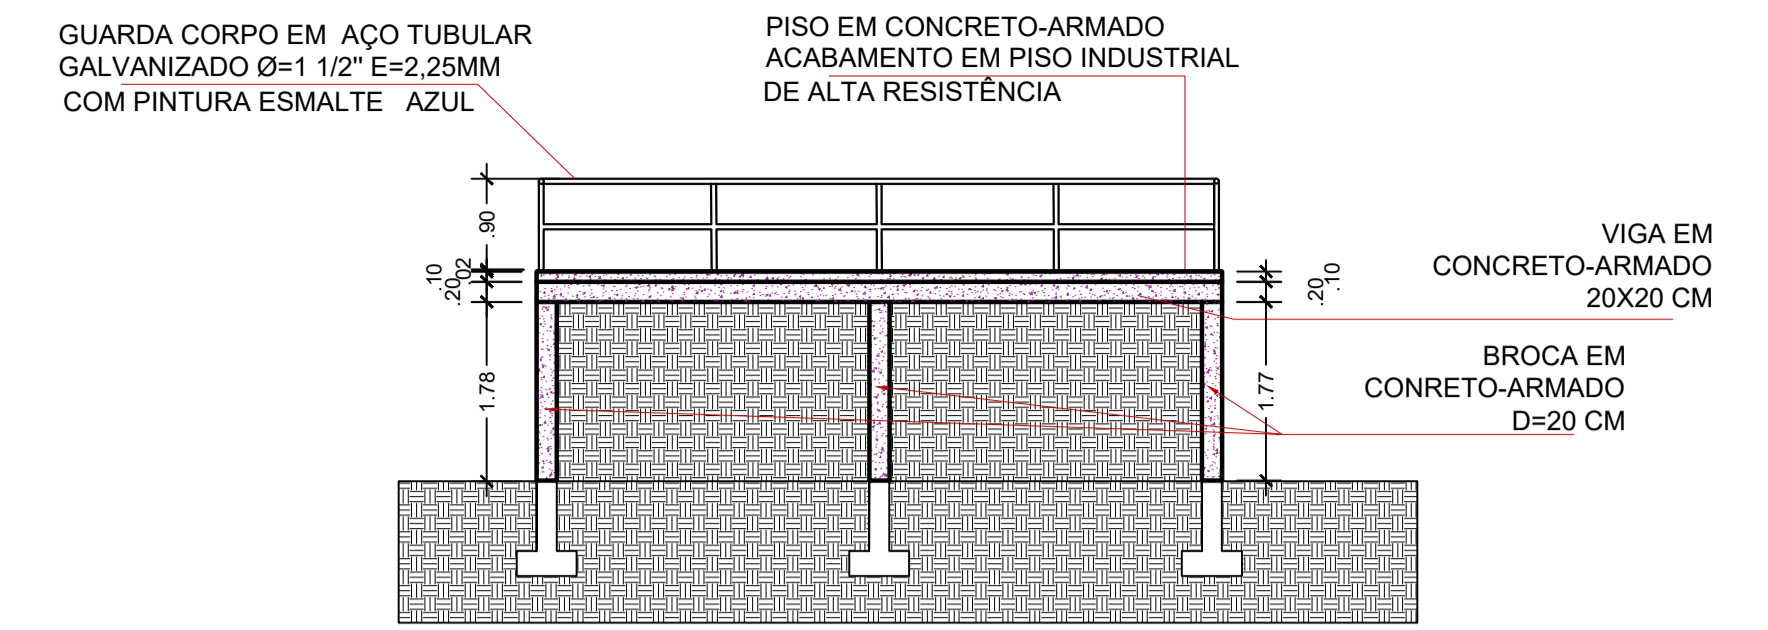 GUARDA CORPO EM AÇO TUBULAR
GALVANIZADO Ø=1 1/2" E=2,25MM
COM PINTURA ESMALTE AZUL
PISO EM CONCRETO-ARMADO
ACABAMENTO EM PISO INDUSTRIAL
DE ALTA RESISTÊNCIA
.90
.02
.10
.20
1.78
.10
.20
1.77
VIGA EM
CONCRETO-ARMADO
20X20 CM
BROCA EM
CONRETO-ARMADO
D=20 CM